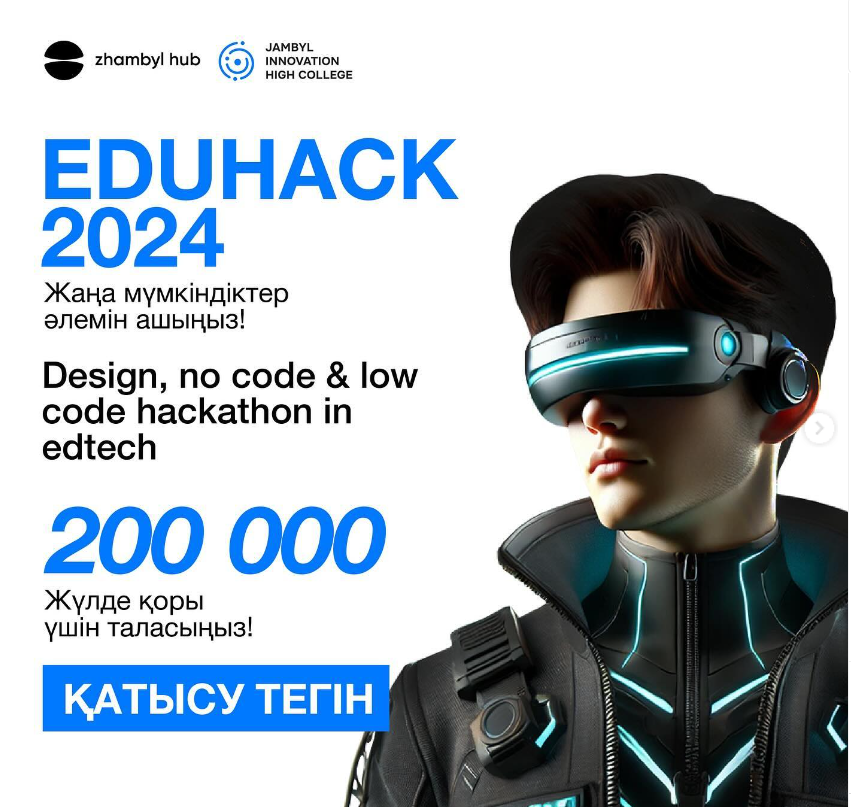 zhambyl hub
JAMBYL
INNOVATION
HIGH COLLEGE
EDUHACK
2024
Жаңа мүмкіндіктер
әлемін ашыңыз!
Design, no code & low
code hackathon in
edtech
200 000
Жүлде қоры
үшін таласыңыз!
ҚАТЫСУ ТЕГІН